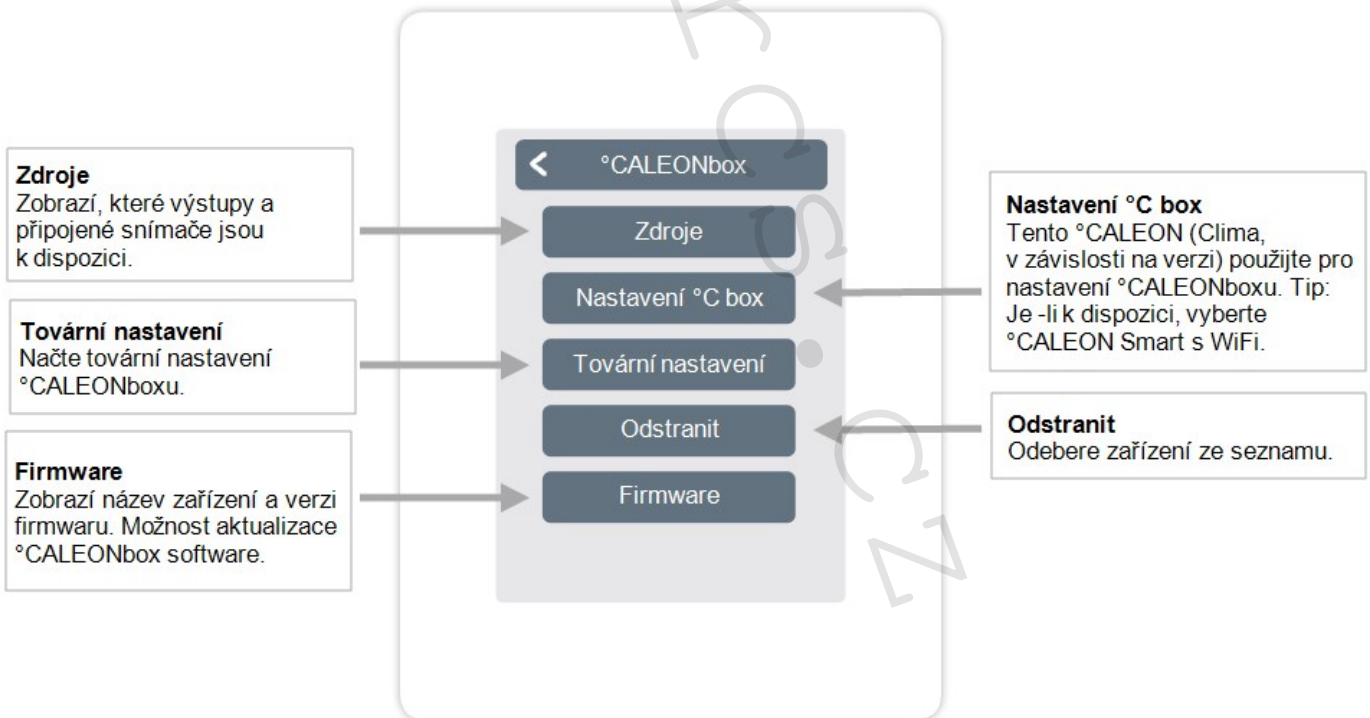 Zdroje
Zobrazí, které výstupy a
připojené snímače jsou
k dispozici.
Tovární nastavení
Načte tovární nastavení
°CALEONboxu.
Firmware
Zobrazí název zařízení a verzi
firmwaru. Možnost aktualizace
°CALEONbox software.
°CALEONbox
Zdroje
Nastavení °C box
Tovární nastavení
Odstranit
Firmware
Nastavení °C box
Tento °CALEON (Clima,
v závislosti na verzi) použijte pro
nastavení °CALEONboxu. Tip:
Je -li k dispozici, vyberte
°CALEON Smart s WiFi.
Odstranit
Odebere zařízení ze seznamu.